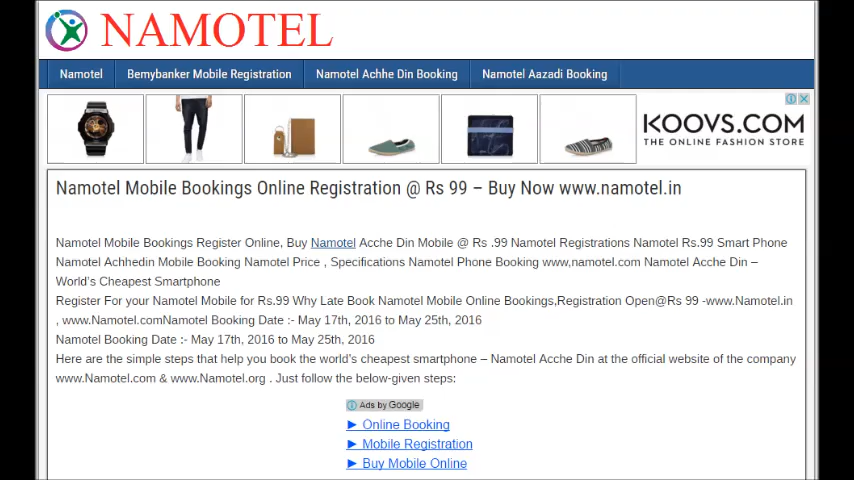 NAMOTEL
Namotel Bemybanker Mobile Registration Namotel Achhe Din Booking Namotel Aazadi Booking
KOOVS.COM
THE ONLINE FASHION STORE
Namotel Mobile Bookings Online Registration @ Rs 99 – Buy Now www.namotel.in
Namotel Mobile Bookings Register Online, Buy Namotel Acche Din Mobile @ Rs .99 Namotel Registrations Namotel Rs.99 Smart Phone
Namotel Achhedin Mobile Booking Namotel Price , Specifications Namotel Phone Booking www,namotel.com Namotel Acche Din –
World's Cheapest Smartphone
Register For your Namotel Mobile for Rs.99 Why Late Book Namotel Mobile Online Bookings,Registration Open@Rs 99 -www.Namotel.in
, www.Namotel.comNamotel Booking Date :- May 17th, 2016 to May 25th, 2016
Namotel Booking Date :- May 17th, 2016 to May 25th, 2016
Here are the simple steps that help you book the world's cheapest smartphone – Namotel Acche Din at the official website of the company
www.Namotel.com & www.Namotel.org . Just follow the below-given steps:
Ads by Google
► Online Booking
► Mobile Registration
► Buy Mobile Online